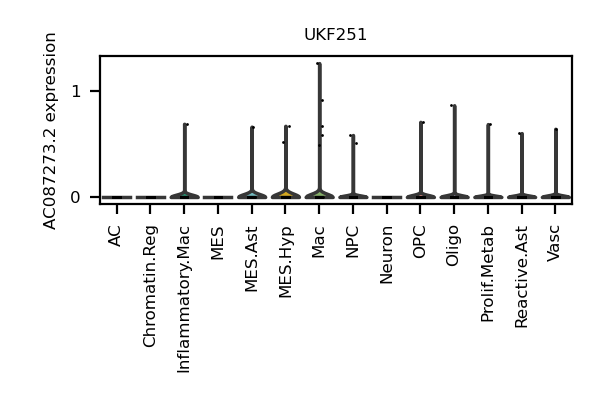 UKF251
AC087273.2 expression
1
0
AC
Chromatin.Reg
Inflammatory.Mac
MES
MES.Ast
MES.Hyp
Mac
NPC
Neuron
OPC
Oligo
Prolif.Metab
Reactive.Ast
Vasc